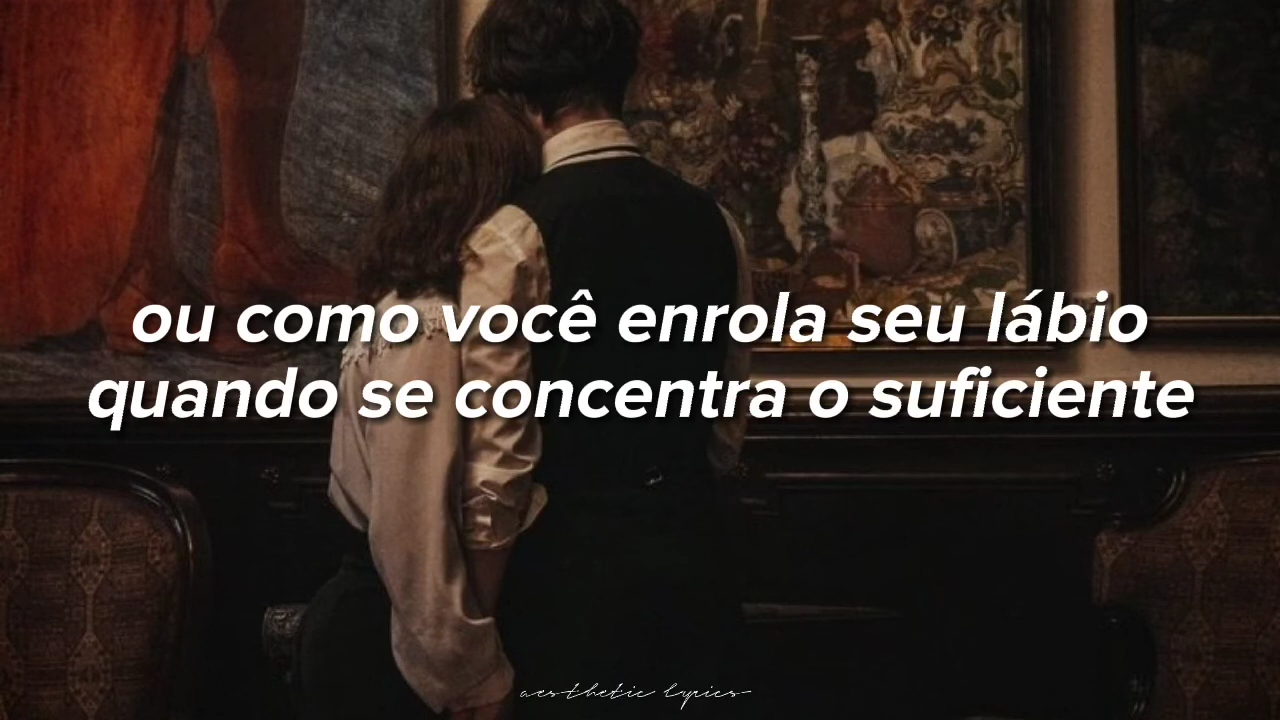 ou como você enrola seu lábio
quando se concentra o suficiente
aesthetic lyrics